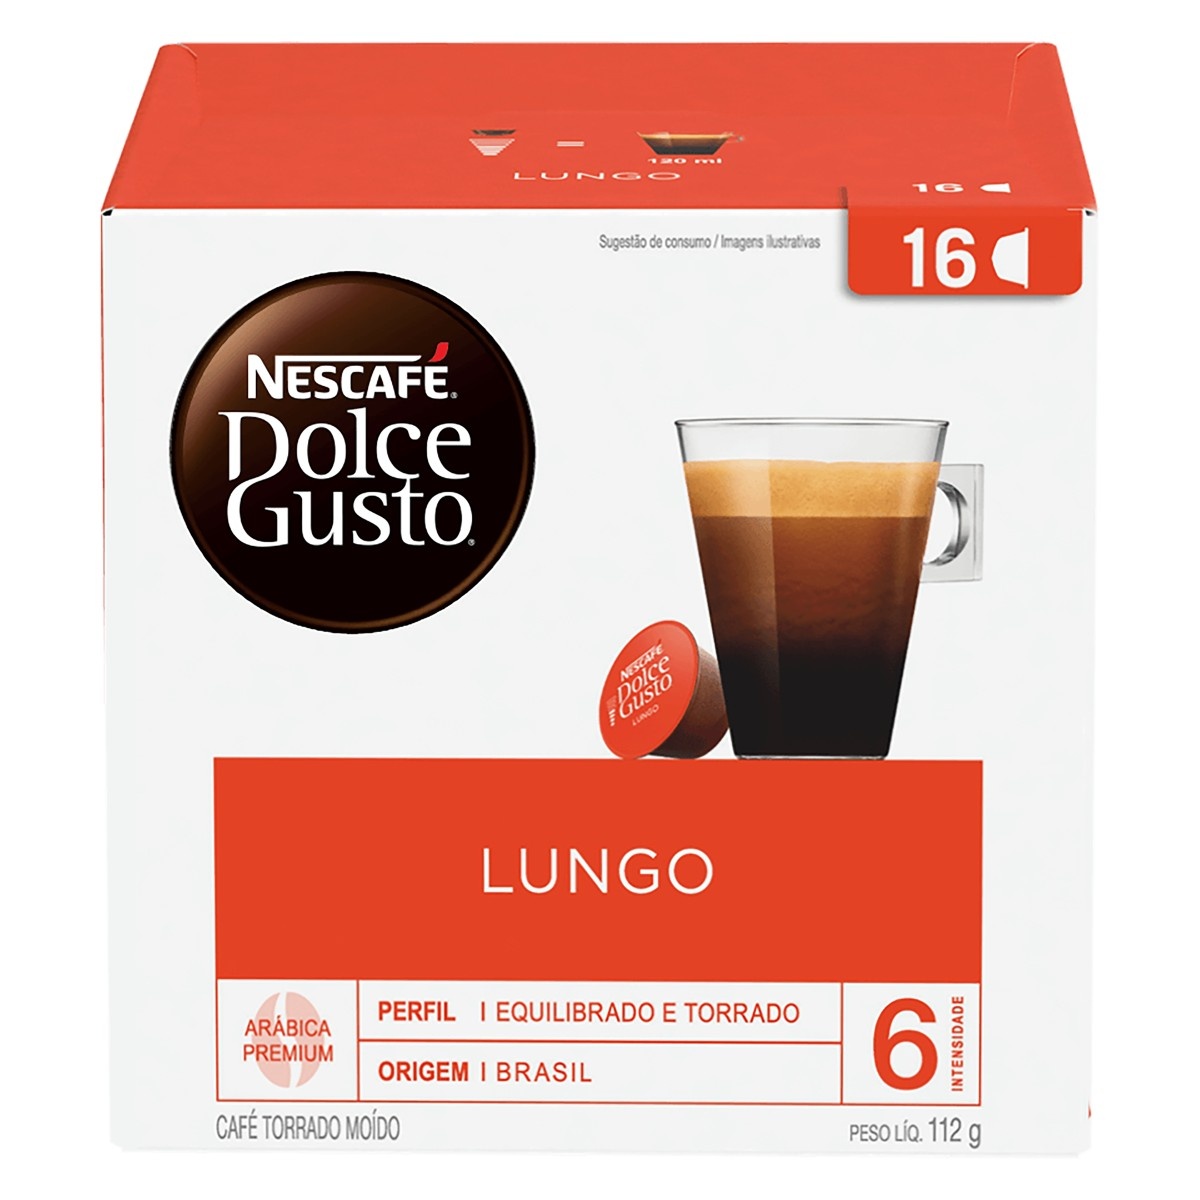 120 ml
LUNGO
16
Sugestão de consumo / Imagens ilustrativas
16
NESCAFÉ
DOLCE
GUSTO
NESCAFÉ
DOLCE
GUSTO
LUNGO
LUNGO
ARÁBICA
PREMIUM
PERFIL | EQUILIBRADO E TORRADO
ORIGEM | BRASIL
6
INTENSIDADE
CAFÉ TORRADO MOÍDO
PESO LÍQ. 112 g